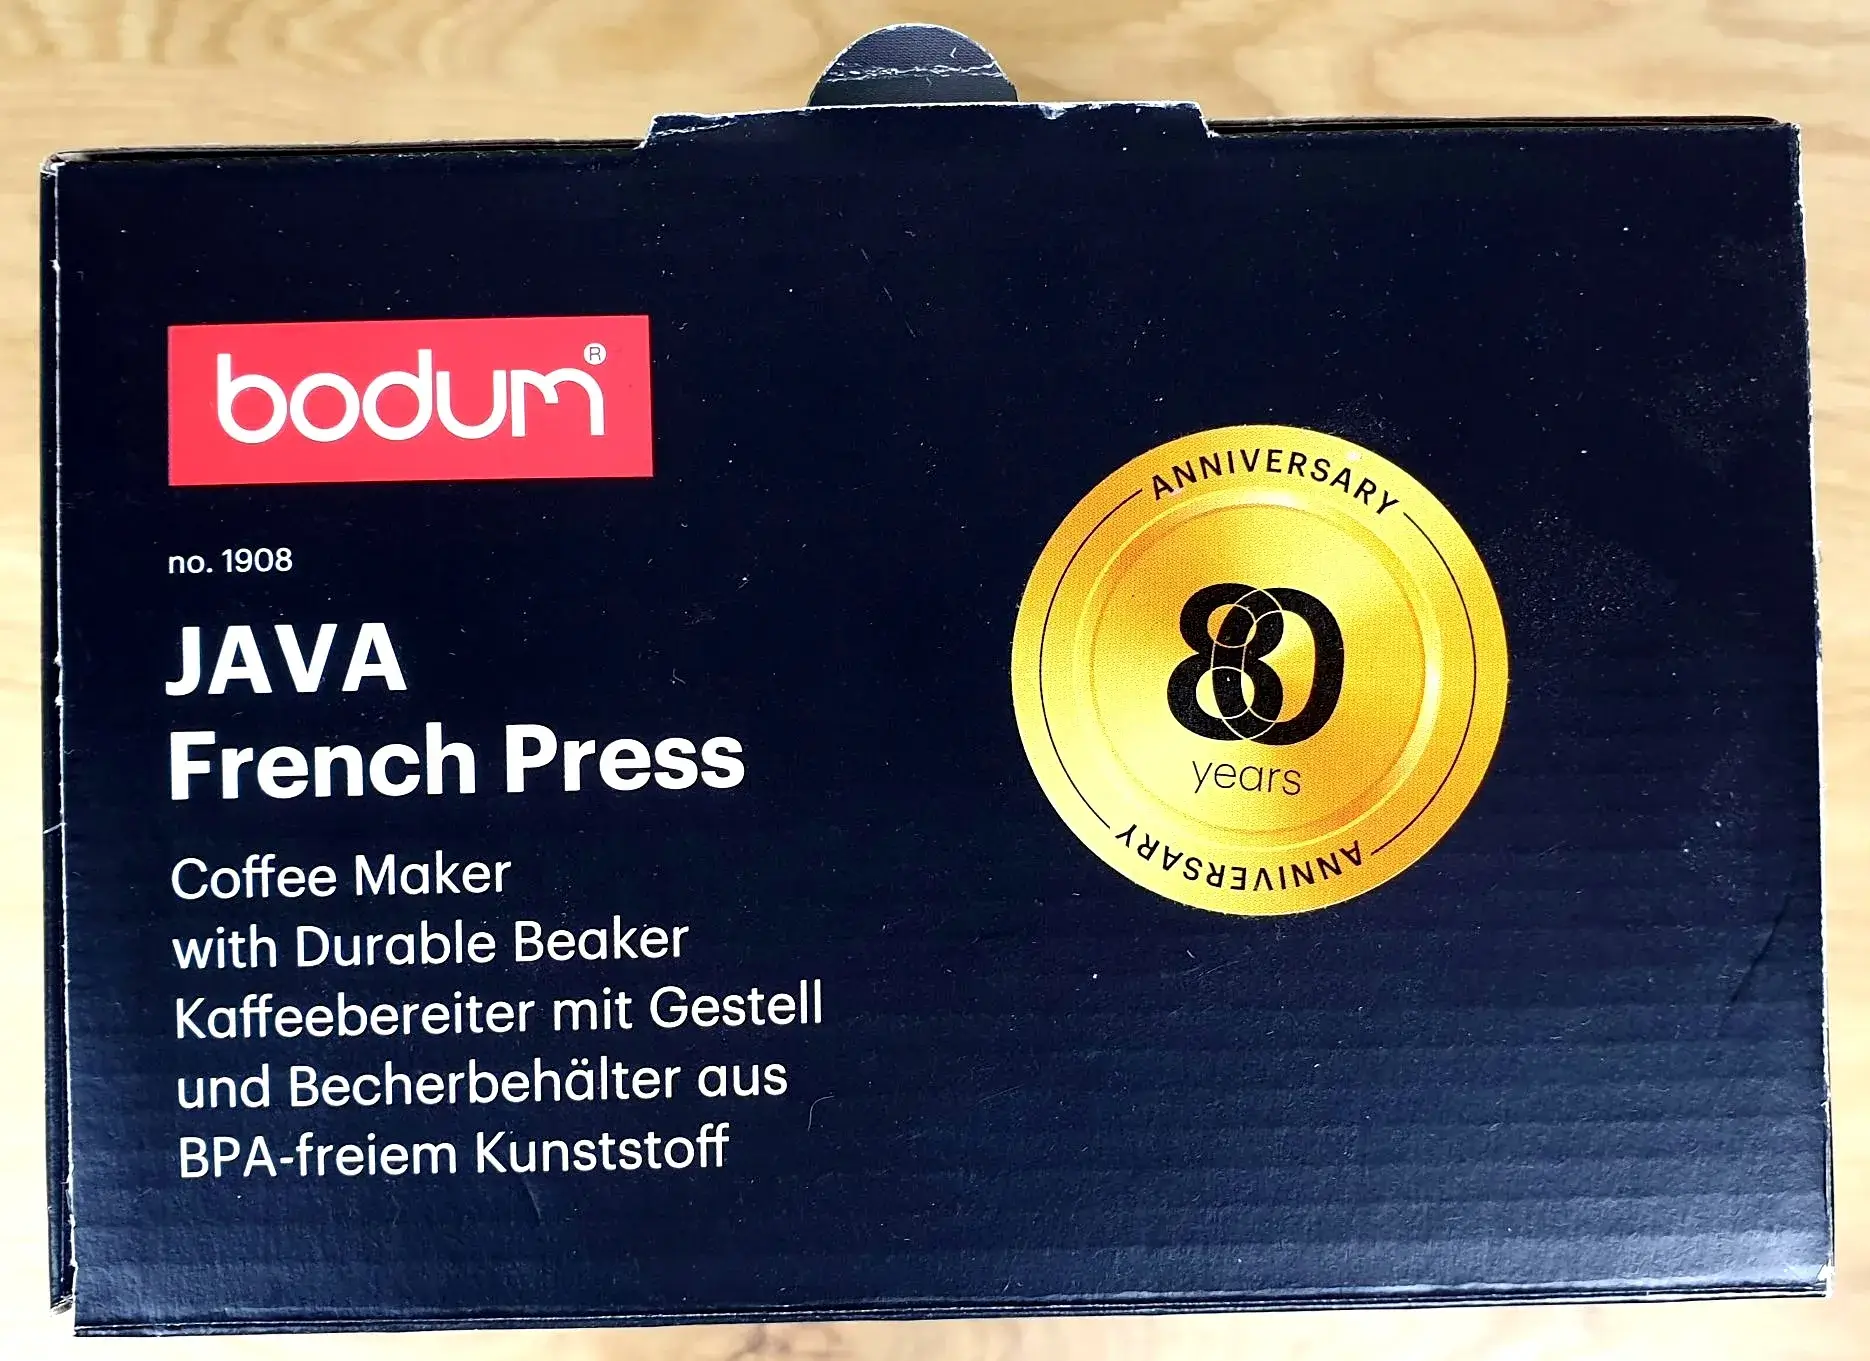 bodum®
no. 1908
JAVA
French Press
Coffee Maker
with Durable Beaker
Kaffeebereiter mit Gestell
und Becherbehälter aus
BPA-freiem Kunststoff
ANNIVERSARY
80
years
ANNIVERSARY